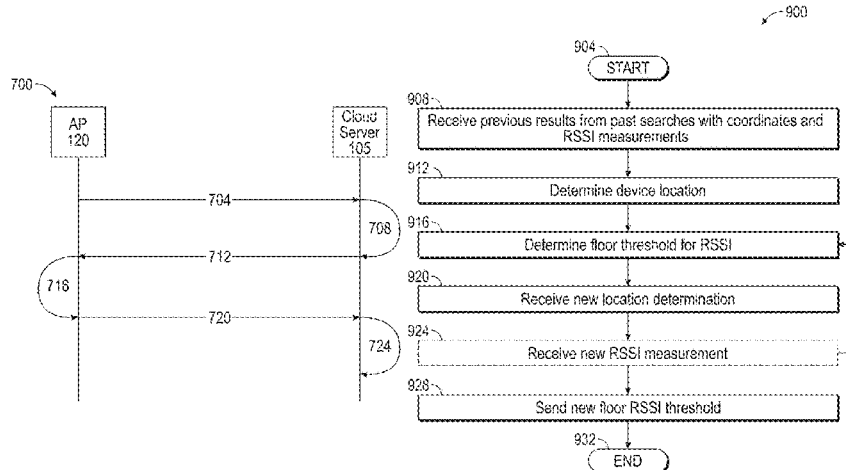 700
AP
120
Cloud
Server
105
704
708
712
716
720
724
900
904
START
908
Receive previous results from past searches with coordinates and
RSSI measurements
912
Determine device location
916
Determine floor threshold for RSSI
920
Receive new location determination
924
Receive new RSSI measurement
928
Send new floor RSSI threshold
932
END